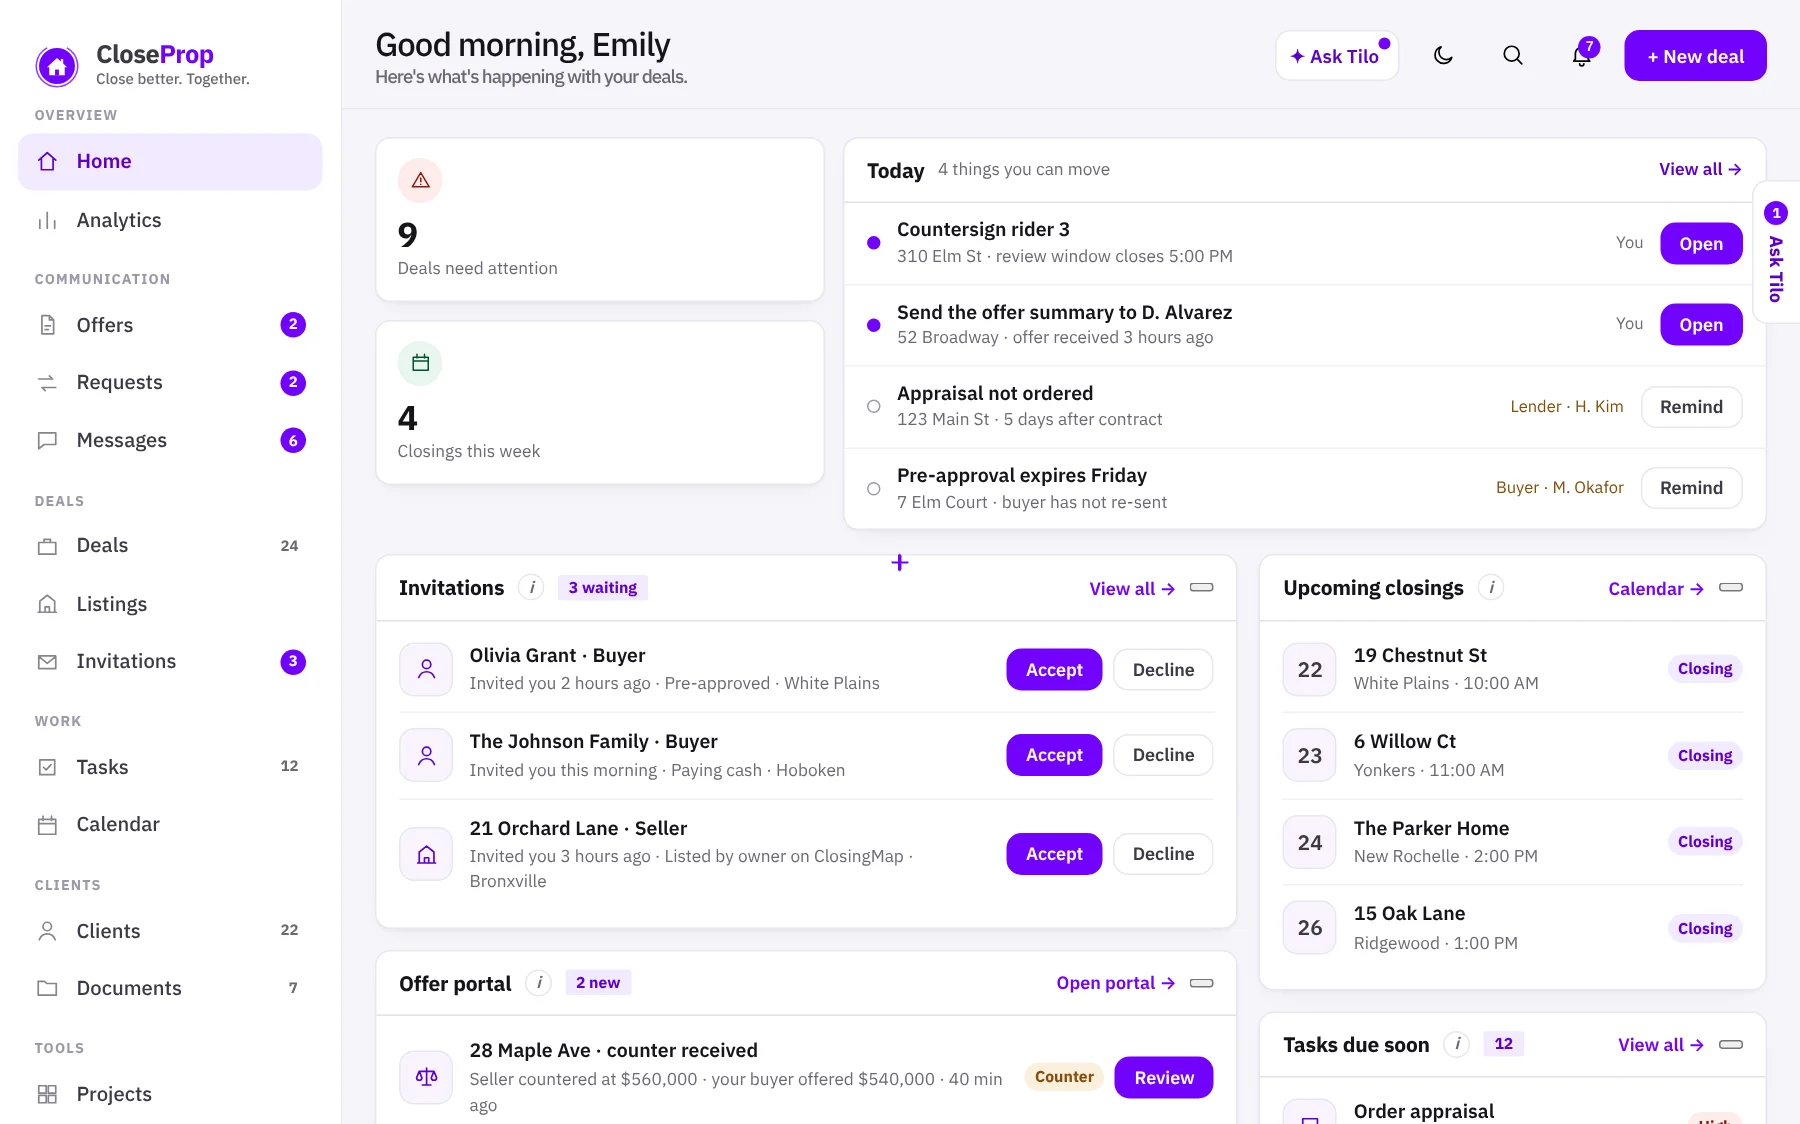 CloseProp
Close better. Together.
OVERVIEW
Home
Analytics
COMMUNICATION
Offers 2
Requests 2
Messages 6
DEALS
Deals 24
Listings
Invitations 3
WORK
Tasks 12
Calendar
CLIENTS
Clients 22
Documents 7
TOOLS
Projects
Good morning, Emily
Here's what's happening with your deals.
Ask Tilo
7
+ New deal
9
Deals need attention
4
Closings this week
Today 4 things you can move View all →
Countersign rider 3
310 Elm St · review window closes 5:00 PM
You Open
Send the offer summary to D. Alvarez
52 Broadway · offer received 3 hours ago
You Open
Appraisal not ordered
123 Main St · 5 days after contract
Lender · H. Kim Remind
Pre-approval expires Friday
7 Elm Court · buyer has not re-sent
Buyer · M. Okafor Remind
1 Ask Tilo
+
Invitations i 3 waiting View all →
Olivia Grant · Buyer
Invited you 2 hours ago · Pre-approved · White Plains
Accept Decline
The Johnson Family · Buyer
Invited you this morning · Paying cash · Hoboken
Accept Decline
21 Orchard Lane · Seller
Invited you 3 hours ago · Listed by owner on ClosingMap ·
Bronxville
Accept Decline
Offer portal i 2 new Open portal →
28 Maple Ave · counter received
Seller countered at $560,000 · your buyer offered $540,000 · 40 min
ago
Counter Review
Upcoming closings i Calendar →
22 19 Chestnut St
White Plains · 10:00 AM
Closing
23 6 Willow Ct
Yonkers · 11:00 AM
Closing
24 The Parker Home
New Rochelle · 2:00 PM
Closing
26 15 Oak Lane
Ridgewood · 1:00 PM
Closing
Tasks due soon i 12 View all →
Order appraisal
High